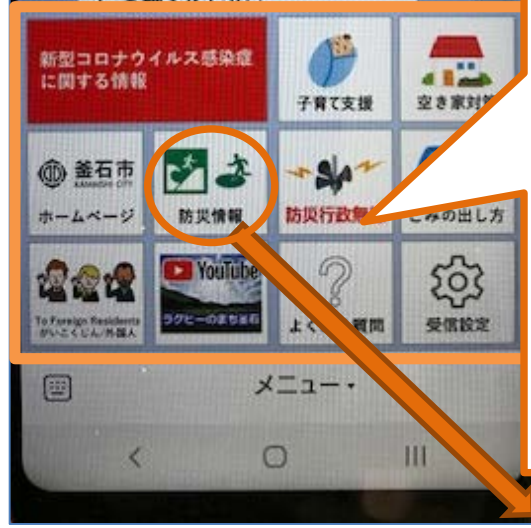 新型コロナウイルス感染症
に関する情報
子育て支援
空き家対
釜石市
KAMAISHI CITY
ホームページ
防災情報
防災行政無
ごみの出し方
To Foreign Residents
がいこくじん/外国人
YouTube
ラグビーのまち釜石
よく 質問
受信設定
メニュー